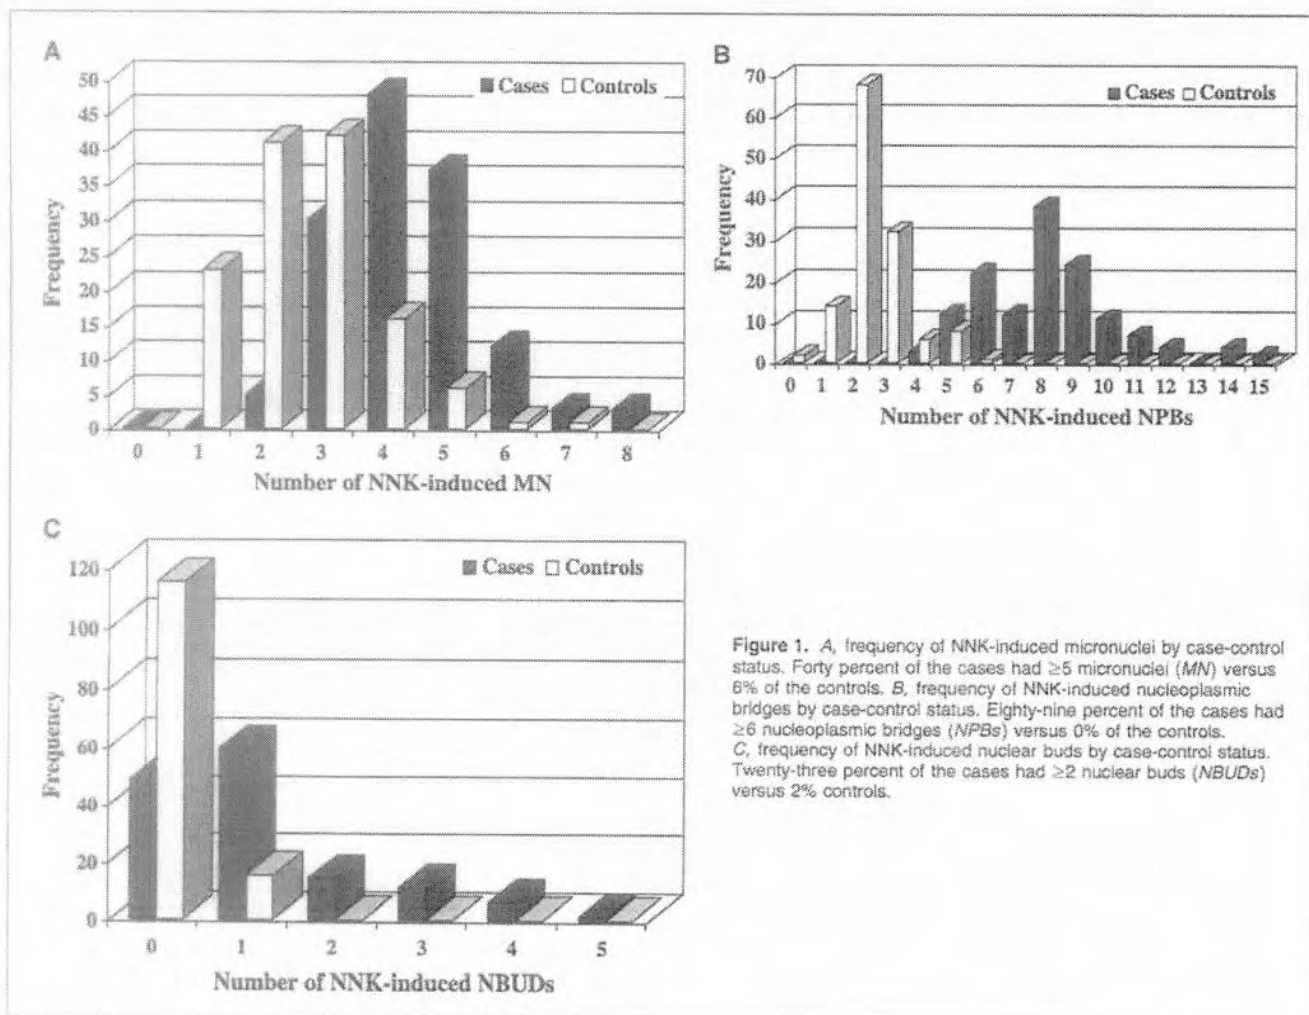 A
50
45
40
35
30
25
20
15
10
5
0
Frequency
■ Cases □ Controls
0 1 2 3 4 5 6 7 8
Number of NNK-induced MN
B
70
60
50
40
30
20
10
0
Frequency
■ Cases □ Controls
0 1 2 3 4 5 6 7 8 9 10 11 12 13 14 15
Number of NNK-induced NPBs
C
120
100
80
60
40
20
0
Frequency
■ Cases □ Controls
0 1 2 3 4 5
Number of NNK-induced NBUDs
Figure 1. A, frequency of NNK-induced micronuclei by case-control
status. Forty percent of the cases had ≥5 micronuclei (MN) versus
6% of the controls. B, frequency of NNK-induced nucleoplasmic
bridges by case-control status. Eighty-nine percent of the cases had
≥6 nucleoplasmic bridges (NPBs) versus 0% of the controls.
C, frequency of NNK-induced nuclear buds by case-control status.
Twenty-three percent of the cases had ≥2 nuclear buds (NBUDs)
versus 2% controls.